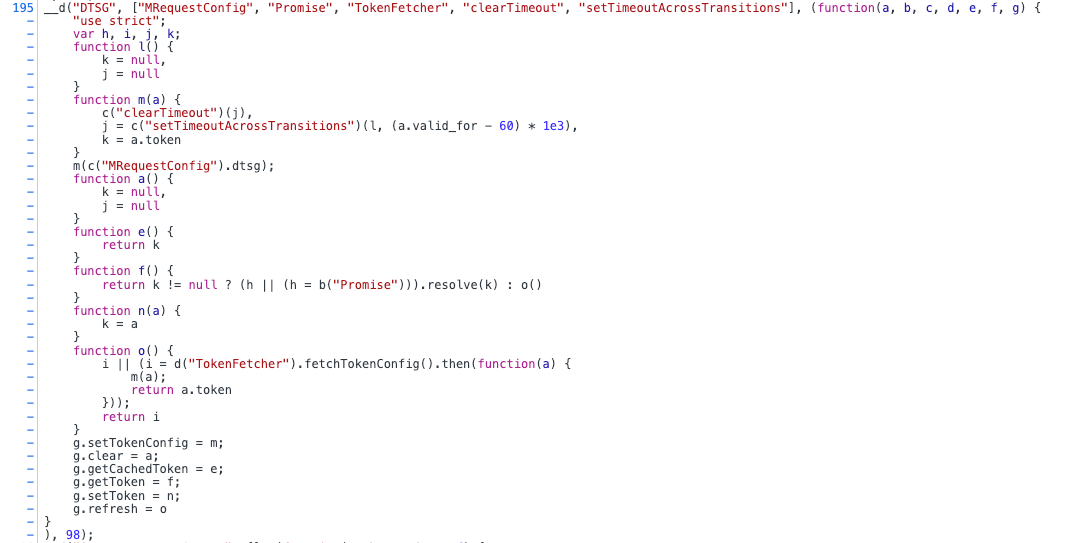 195 __d("DTSG", ["MRequestConfig", "Promise", "TokenFetcher", "clearTimeout", "setTimeoutAcrossTransitions"], (function(a, b, c, d, e, f, g) {
– "use strict";
– var h, i, j, k;
– function l() {
– k = null,
– j = null
– }
– function m(a) {
– c("clearTimeout")(j),
– j = c("setTimeoutAcrossTransitions")(l, (a.valid_for - 60) * 1e3),
– k = a.token
– }
– m(c("MRequestConfig").dtsg);
– function a() {
– k = null,
– j = null
– }
– function e() {
– return k
– }
– function f() {
– return k != null ? (h || (h = b("Promise"))).resolve(k) : o()
– }
– function n(a) {
– k = a
– }
– function o() {
– i || (i = d("TokenFetcher").fetchTokenConfig().then(function(a) {
– m(a);
– return a.token
– }));
– return i
– }
– g.setTokenConfig = m;
– g.clear = a;
– g.getCachedToken = e;
– g.getToken = f;
– g.setToken = n;
– g.refresh = o
– }
– ), 98);